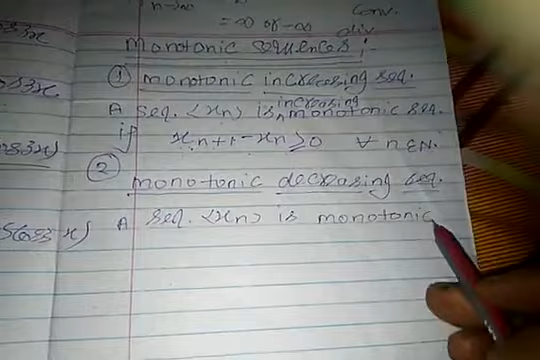 n→∞
conv.
= ∞ or -∞ div
monotonic sequences :-
① monotonic increasing seq.
increasing
A seq. <xn> is monotonic seq.
if xn+1 - xn ≥ 0 ∀ n ∈ N.
② monotonic decreasing seq.
A seq. <xn> is monotonic